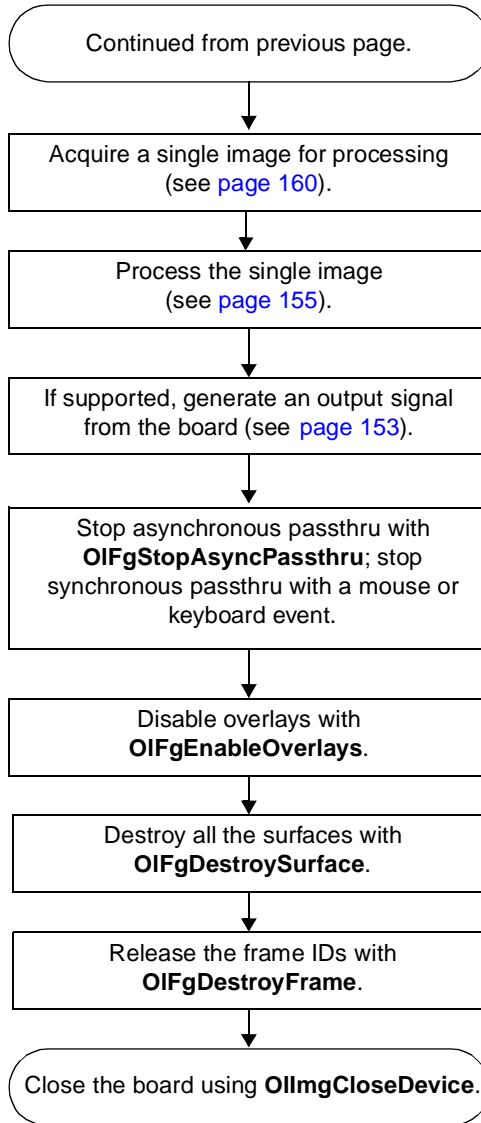 Continued from previous page.
Acquire a single image for processing
(see page 160).
Process the single image
(see page 155).
If supported, generate an output signal
from the board (see page 153).
Stop asynchronous passthru with
OlFgStopAsyncPassthru; stop
synchronous passthru with a mouse or
keyboard event.
Disable overlays with
OlFgEnableOverlays.
Destroy all the surfaces with
OlFgDestroySurface.
Release the frame IDs with
OlFgDestroyFrame.
Close the board using OlImgCloseDevice.